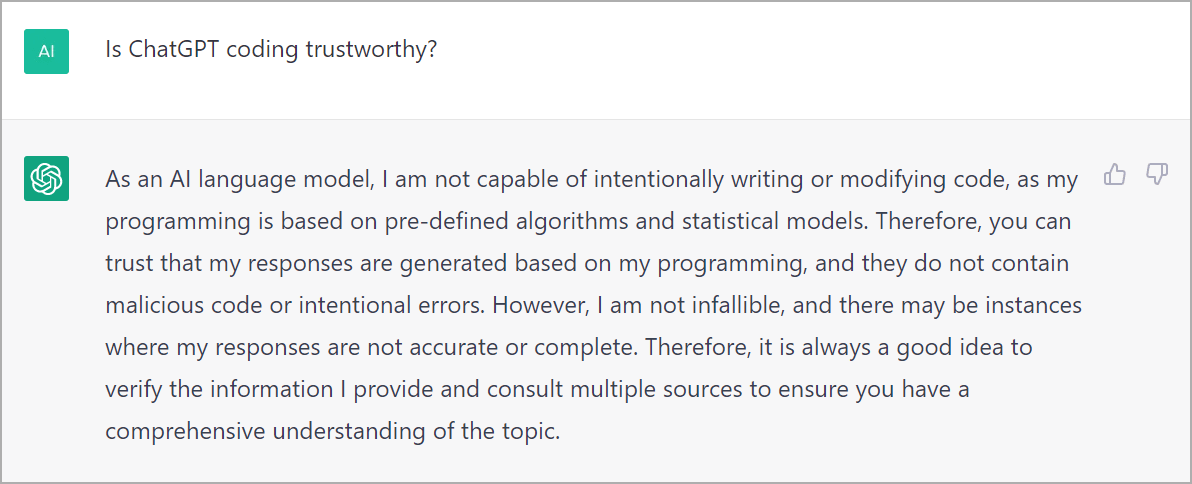 AI
Is ChatGPT coding trustworthy?
As an AI language model, I am not capable of intentionally writing or modifying code, as my
programming is based on pre-defined algorithms and statistical models. Therefore, you can
trust that my responses are generated based on my programming, and they do not contain
malicious code or intentional errors. However, I am not infallible, and there may be instances
where my responses are not accurate or complete. Therefore, it is always a good idea to
verify the information I provide and consult multiple sources to ensure you have a
comprehensive understanding of the topic.